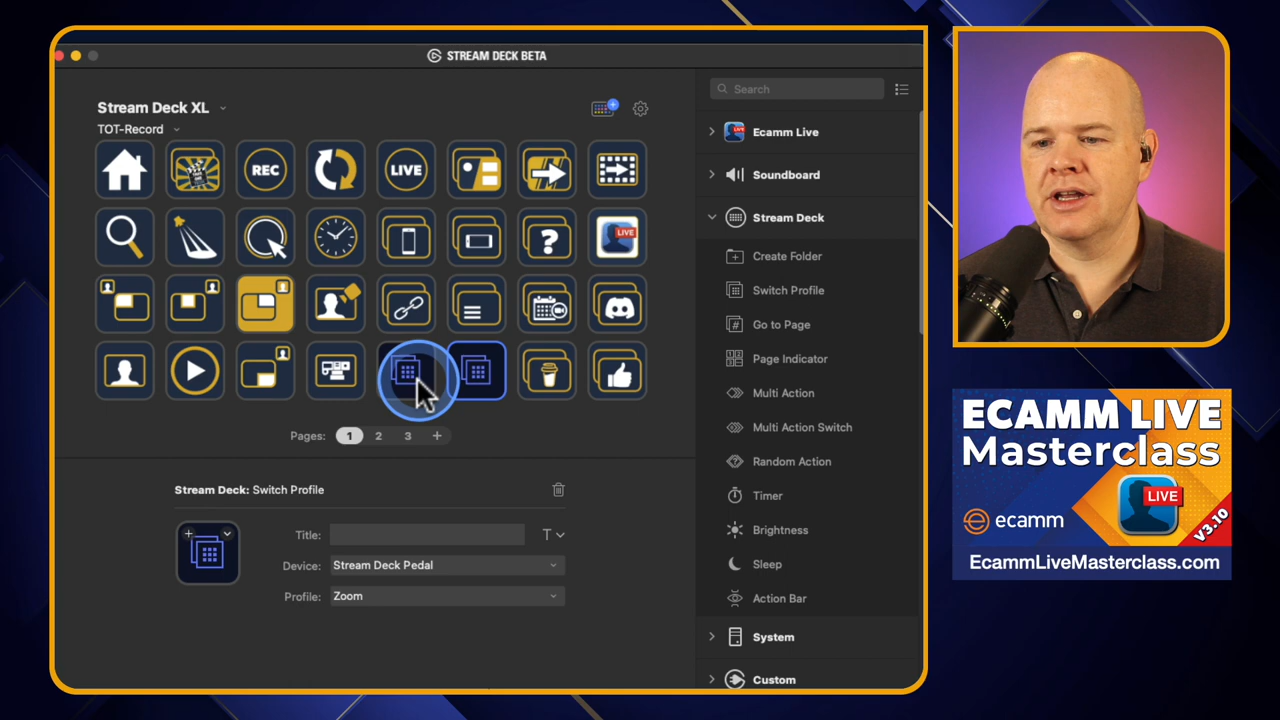 STREAM DECK BETA
Stream Deck XL
TOT-Record
REC
LIVE
?
LIVE
Pages: 1 2 3 +
Stream Deck: Switch Profile
Title:
T
Device: Stream Deck Pedal
Profile: Zoom
Search
Ecamm Live
Soundboard
Stream Deck
Create Folder
Switch Profile
# Go to Page
Page Indicator
Multi Action
Multi Action Switch
Random Action
Timer
Brightness
Sleep
Action Bar
System
Custom
ECAMM LIVE
Masterclass
LIVE
ecamm
v3.10
EcammLiveMasterclass.com